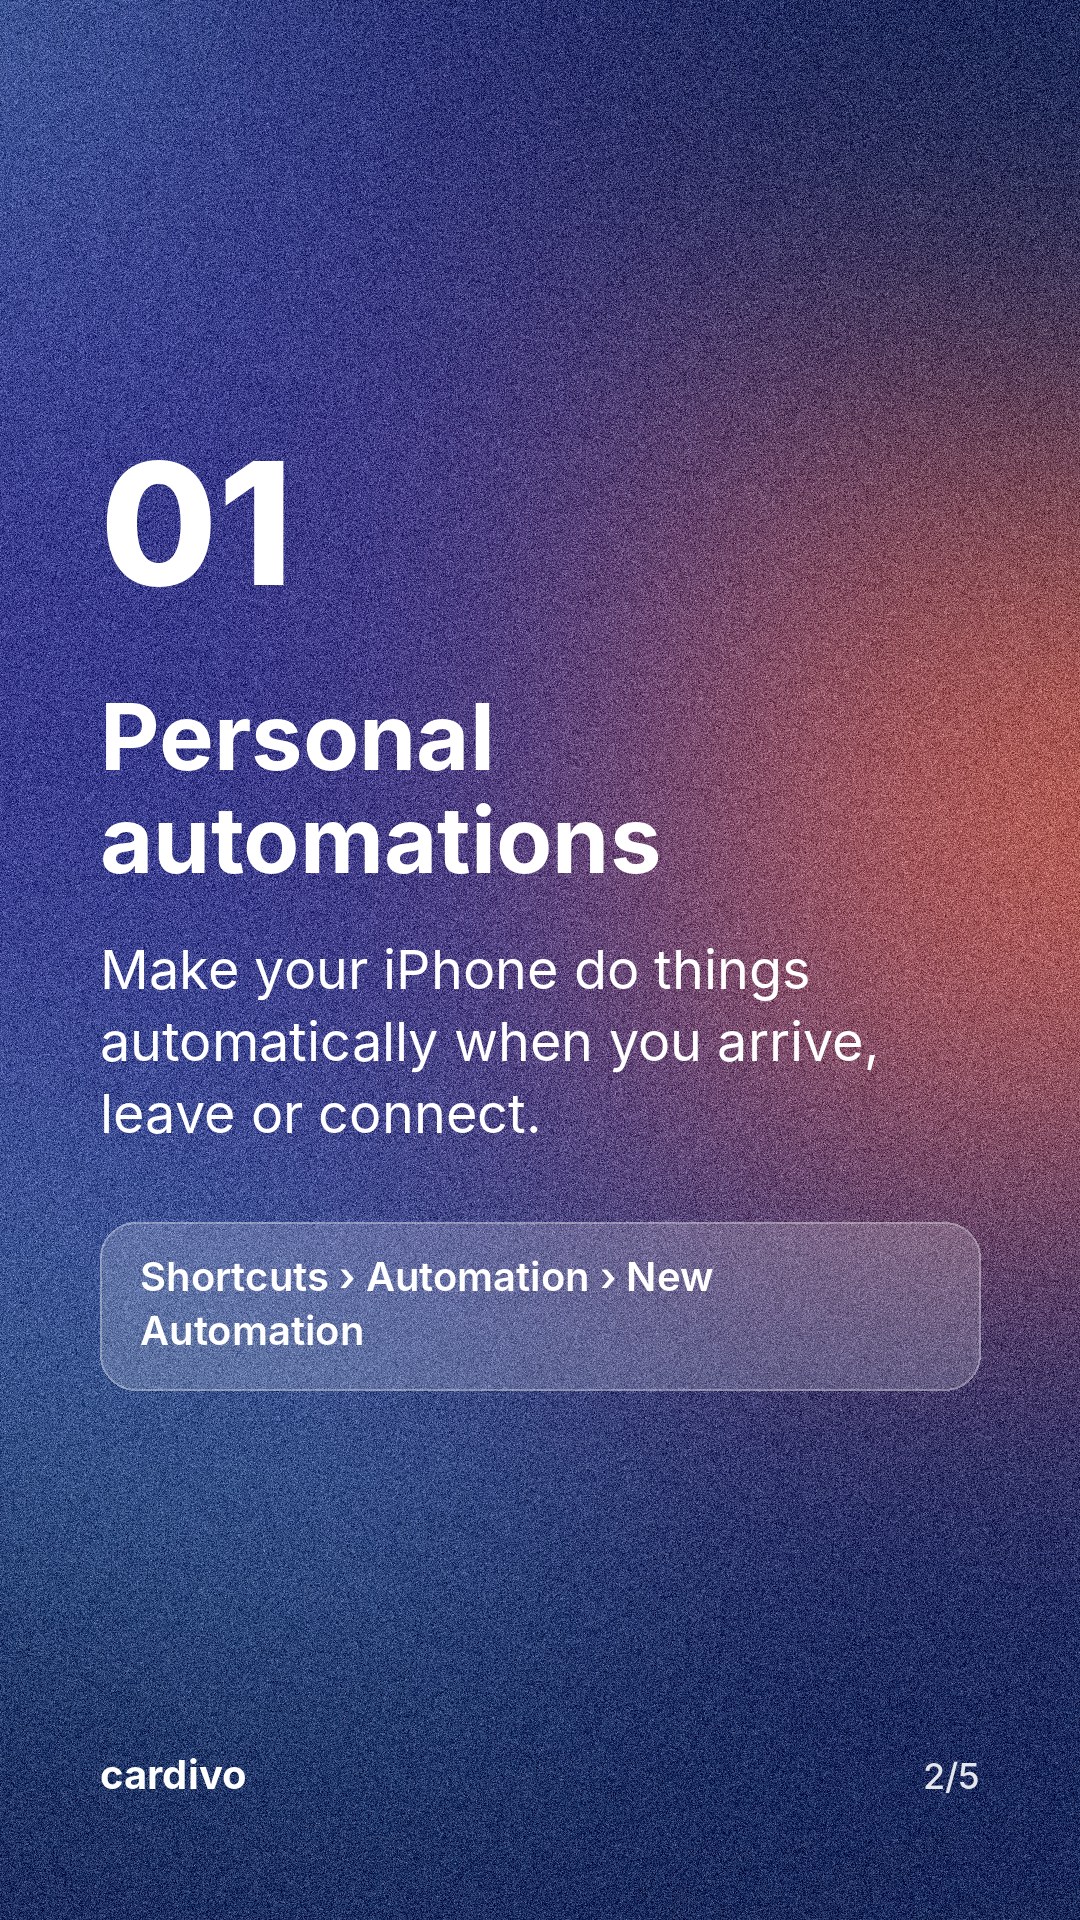 01
Personal
automations
Make your iPhone do things
automatically when you arrive,
leave or connect.
Shortcuts › Automation › New
Automation
cardivo
2/5